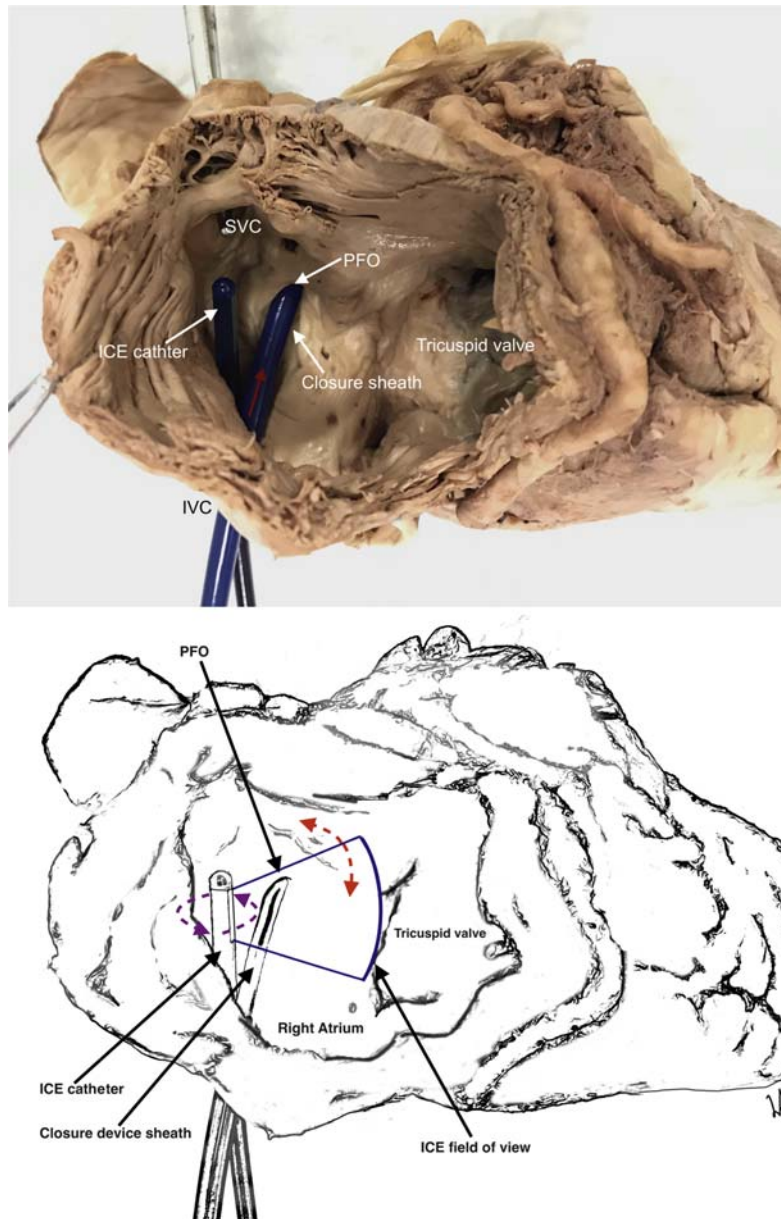 SVC
PFO
ICE cathter
Tricuspid valve
Closure sheath
IVC
PFO
Tricuspid valve
Right Atrium
ICE catheter
Closure device sheath
ICE field of view